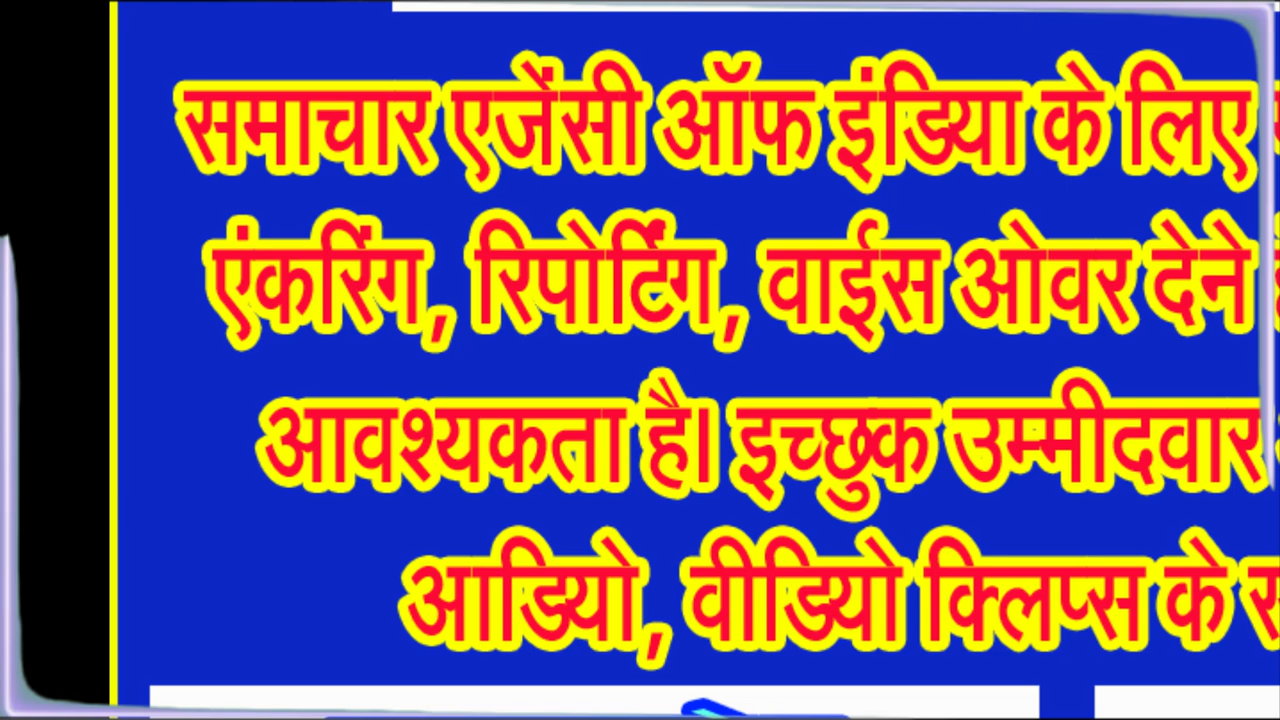 समाचार एजेंसी ऑफ इंडिया के लिए
एंकरिंग, रिपोर्टिंग, वाईस ओवर देने
आवश्यकता है। इच्छुक उम्मीदवार
आडियो, वीडियो क्लिप्स के